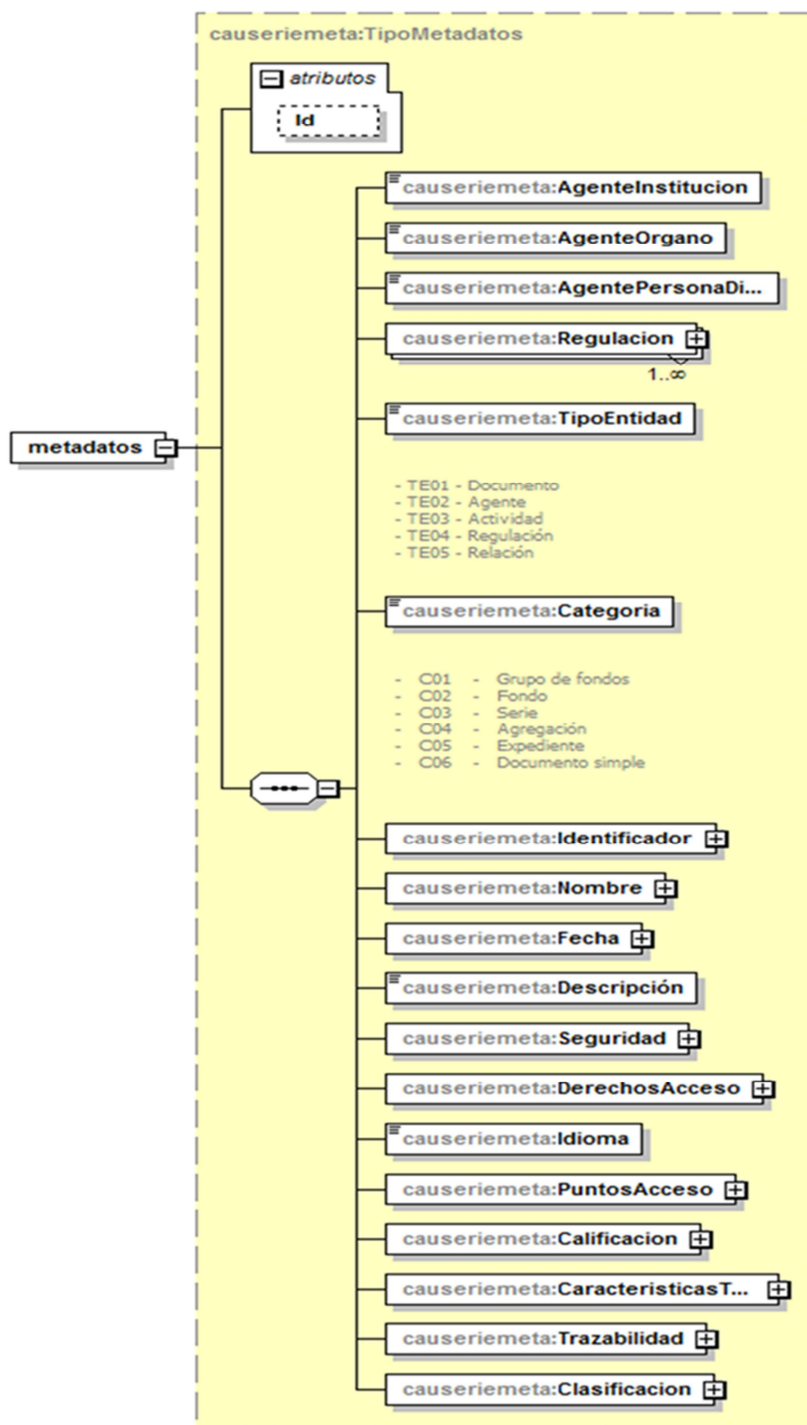 causeriemeta:TipoMetadatos
atributos
Id
causeriemeta:AgenteInstitucion
causeriemeta:AgenteOrgano
causeriemeta:AgentePersonaDi...
causeriemeta:Regulacion
1..∞
causeriemeta:TipoEntidad
metadatos
- TE01 - Documento
- TE02 - Agente
- TE03 - Actividad
- TE04 - Regulación
- TE05 - Relación
causeriemeta:Categoria
- C01 - Grupo de fondos
- C02 - Fondo
- C03 - Serie
- C04 - Agregación
- C05 - Expediente
- C06 - Documento simple
causeriemeta:Identificador
causeriemeta:Nombre
causeriemeta:Fecha
causeriemeta:Descripción
causeriemeta:Seguridad
causeriemeta:DerechosAcceso
causeriemeta:Idioma
causeriemeta:PuntosAcceso
causeriemeta:Calificacion
causeriemeta:CaracteristicasT...
causeriemeta:Trazabilidad
causeriemeta:Clasificacion